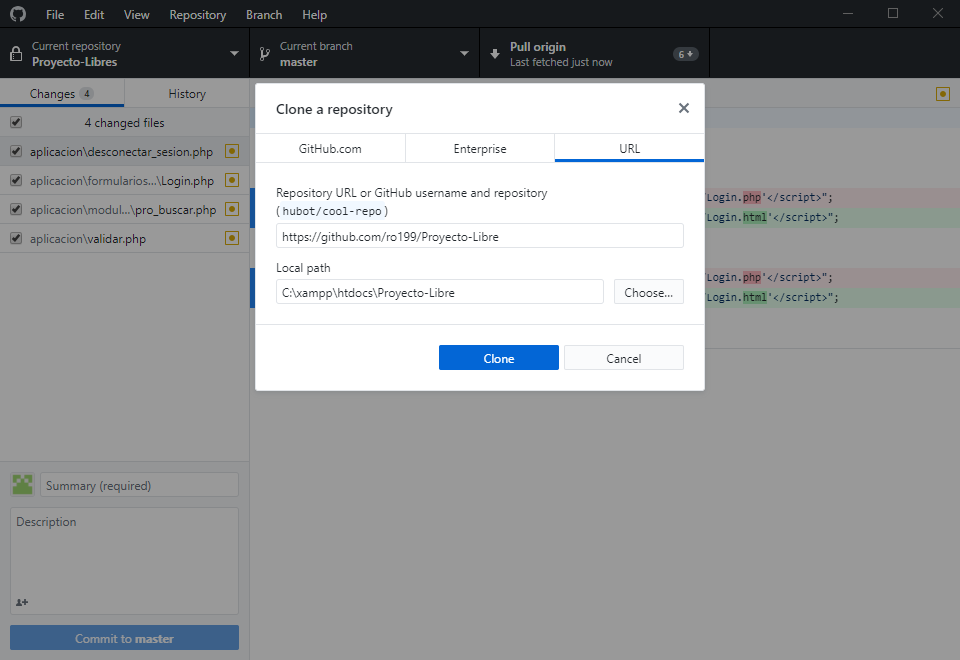 File Edit View Repository Branch Help
Current repository
Proyecto-Libres
Current branch
master
Pull origin
Last fetched just now
6
Changes 4
History
4 changed files
aplicacion\desconectar_sesion.php
aplicacion\formularios...\Login.php
aplicacion\modul...\pro_buscar.php
aplicacion\validar.php
Clone a repository
GitHub.com
Enterprise
URL
Repository URL or GitHub username and repository
(hubot/cool-repo)
https://github.com/ro199/Proyecto-Libre
Local path
C:\xampp\htdocs\Proyecto-Libre
Choose...
Clone
Cancel
Login.php'</script>";
Login.html'</script>";
Login.php'</script>";
Login.html'</script>";
Summary (required)
Description
Commit to master